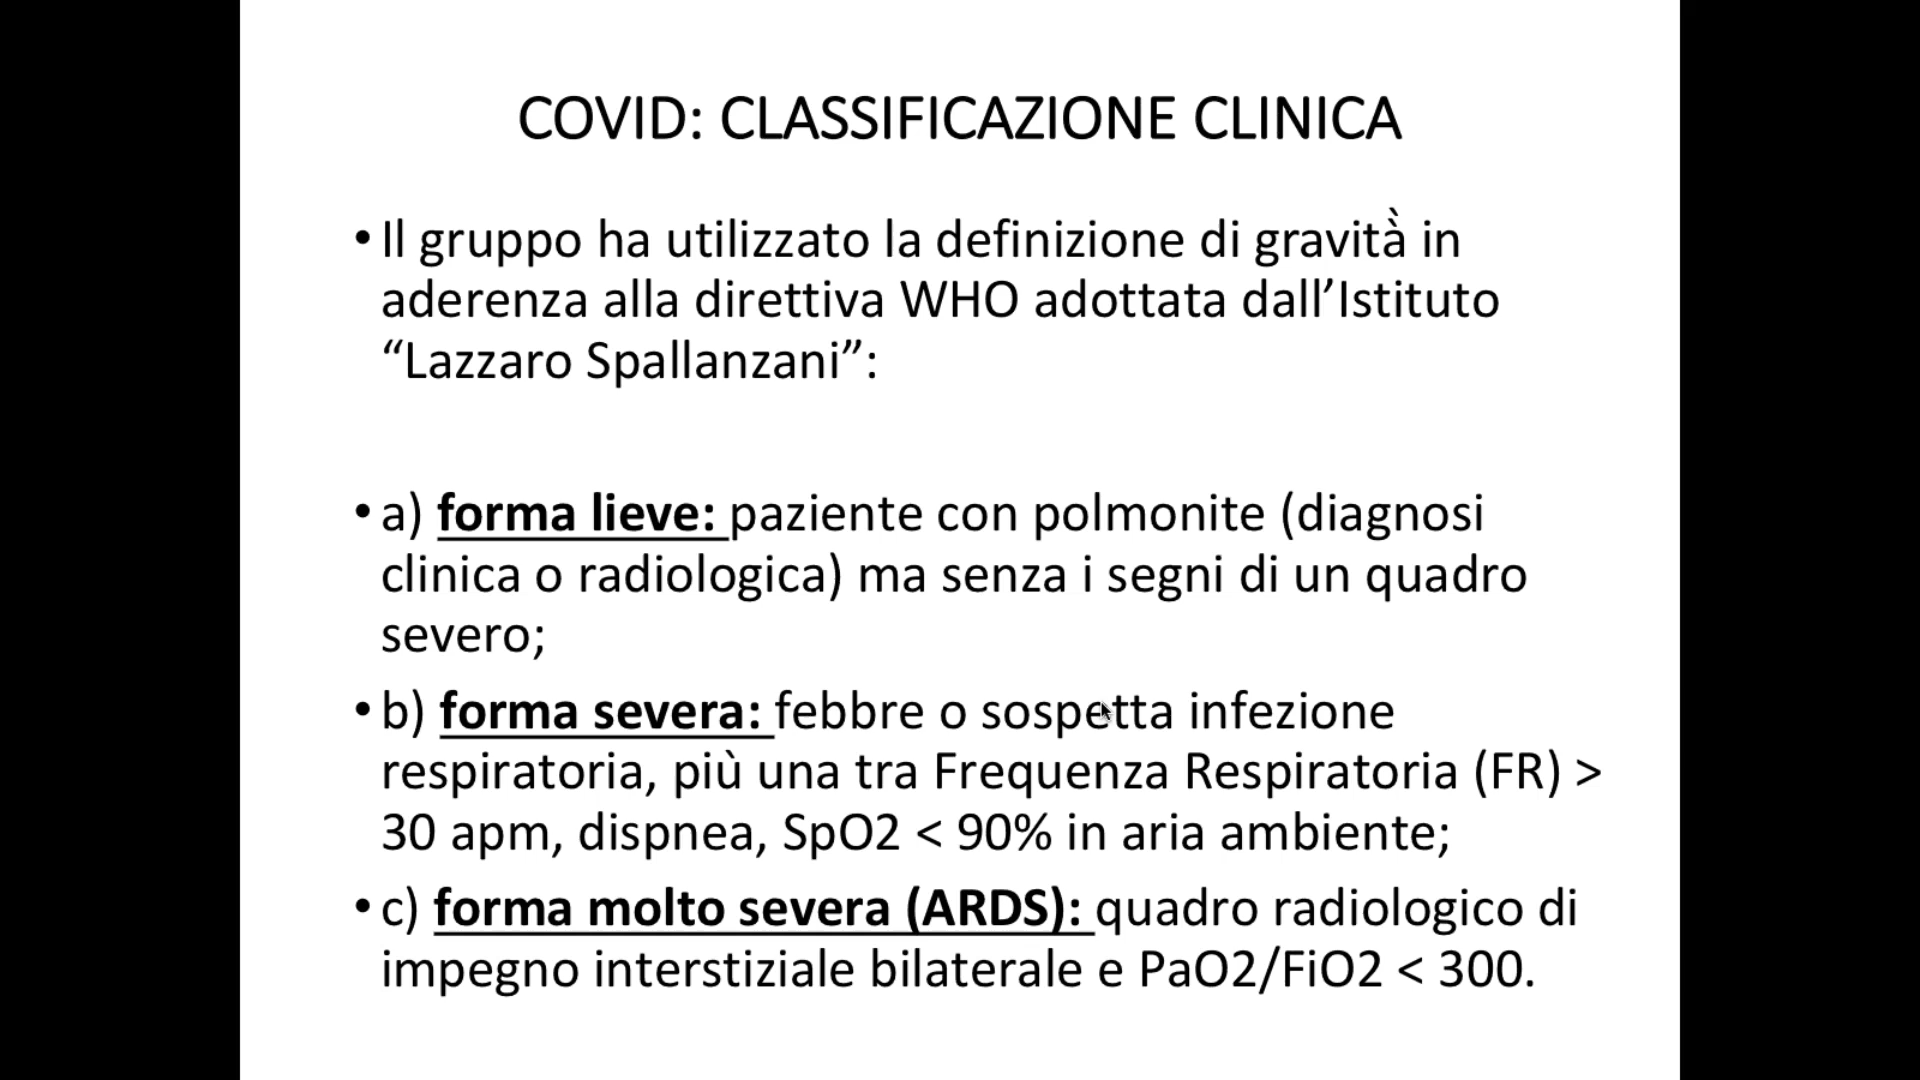 COVID: CLASSIFICAZIONE CLINICA
• Il gruppo ha utilizzato la definizione di gravità̀ in
aderenza alla direttiva WHO adottata dall’Istituto
“Lazzaro Spallanzani”:
• a) forma lieve: paziente con polmonite (diagnosi
clinica o radiologica) ma senza i segni di un quadro
severo;
• b) forma severa: febbre o sospetta infezione
respiratoria, più una tra Frequenza Respiratoria (FR) >
30 apm, dispnea, SpO2 < 90% in aria ambiente;
• c) forma molto severa (ARDS): quadro radiologico di
impegno interstiziale bilaterale e PaO2/FiO2 < 300.